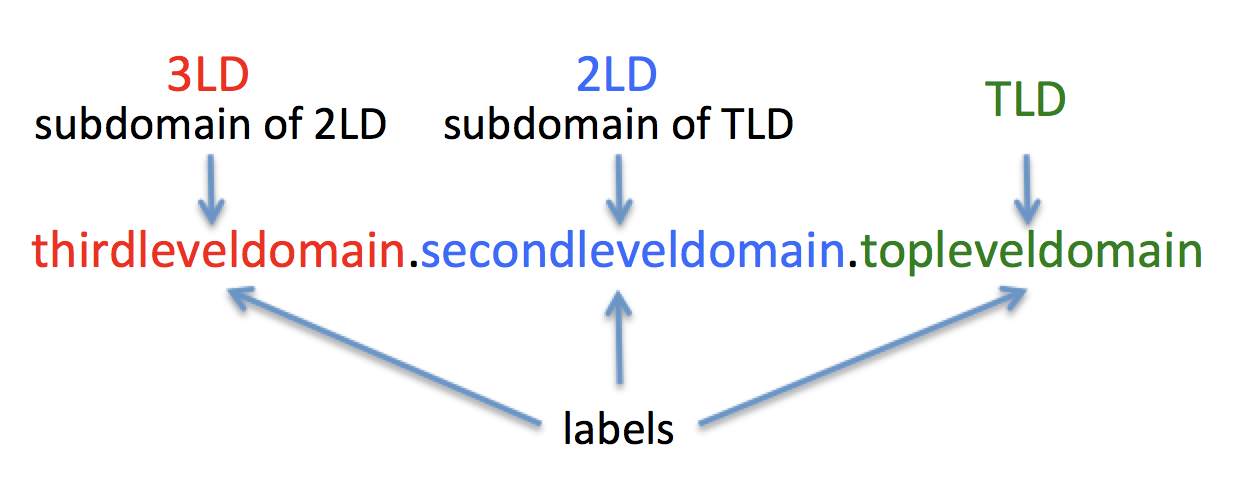 3LD
subdomain of 2LD
2LD
subdomain of TLD
TLD
thirdleveldomain.secondleveldomain.topleveldomain
labels